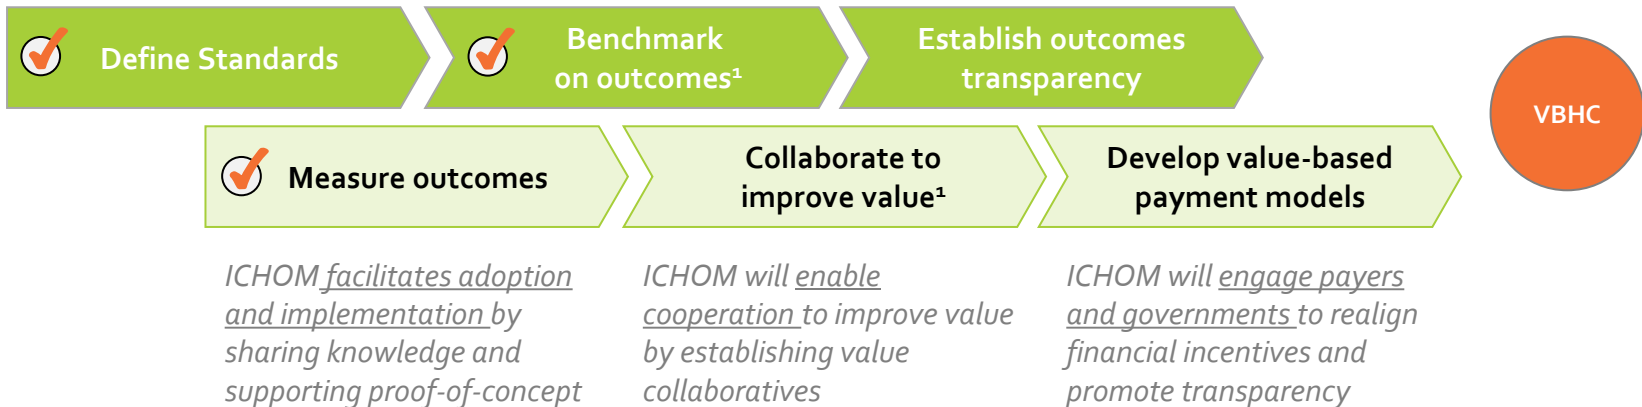 Define Standards
Benchmark
on outcomes¹
Establish outcomes
transparency
VBHC
Measure outcomes
Collaborate to
improve value¹
Develop value-based
payment models
ICHOM facilitates adoption
and implementation by
sharing knowledge and
supporting proof-of-concept
ICHOM will enable
cooperation to improve value
by establishing value
collaboratives
ICHOM will engage payers
and governments to realign
financial incentives and
promote transparency